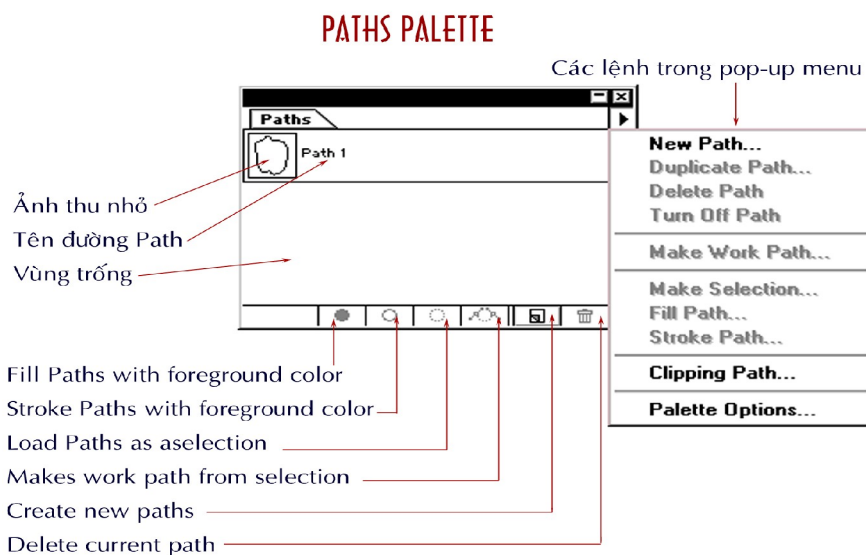 PATHS PALETTE
Các lệnh trong pop-up menu
Paths
Path 1
New Path...
Duplicate Path...
Delete Path
Turn Off Path
Make Work Path...
Make Selection...
Fill Path...
Stroke Path...
Clipping Path...
Palette Options...
Ảnh thu nhỏ
Tên đường Path
Vùng trống
Fill Paths with foreground color
Stroke Paths with foreground color
Load Paths as aselection
Makes work path from selection
Create new paths
Delete current path